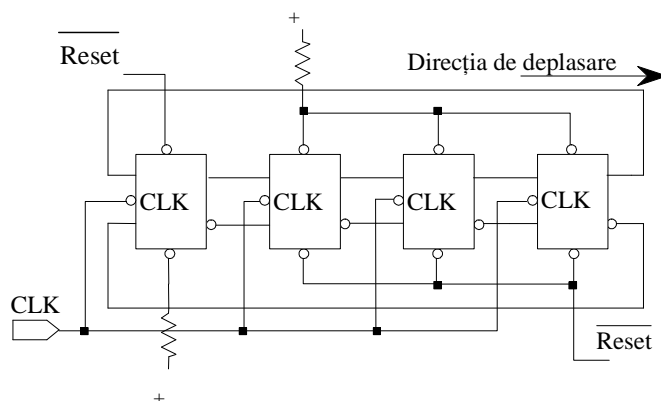 +
Reset
Direcția de deplasare
CLK CLK CLK CLK
CLK
Reset
+